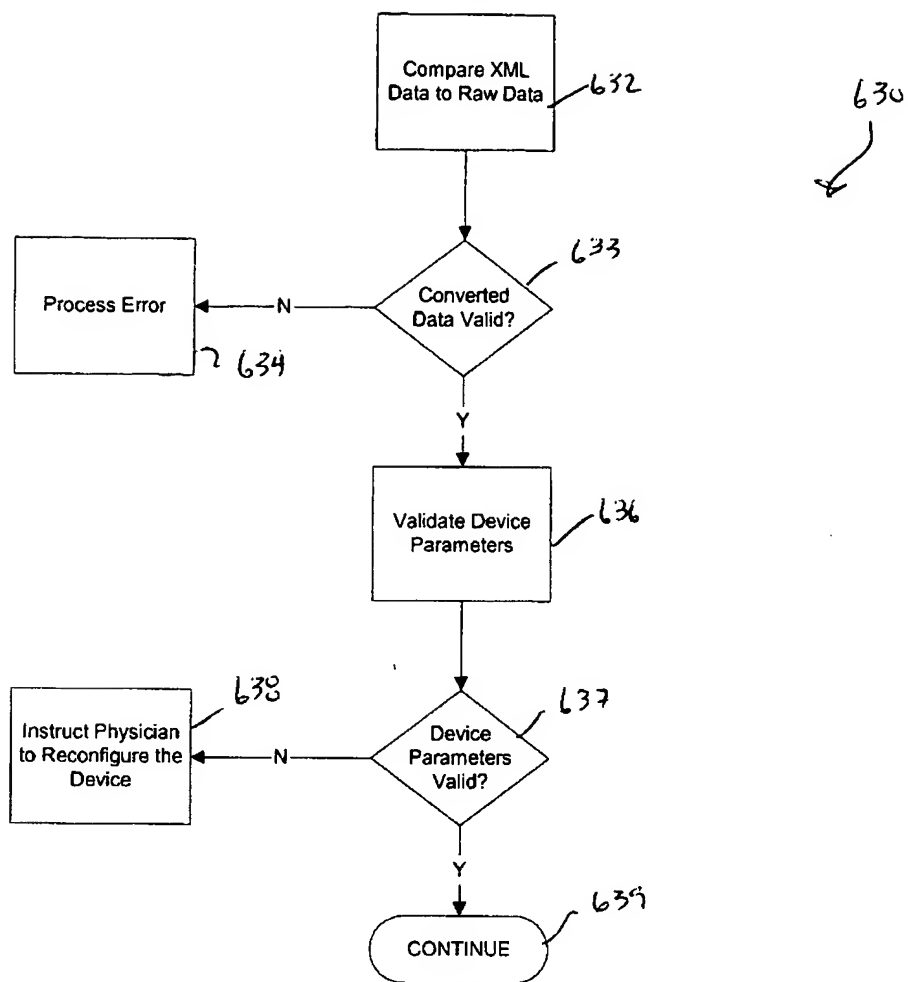 Compare XML
Data to Raw Data
632
630
633
Converted
Data Valid?
N
Process Error
634
Y
Validate Device
Parameters
636
638
Instruct Physician
to Reconfigure the
Device
N
637
Device
Parameters
Valid?
Y
CONTINUE
639